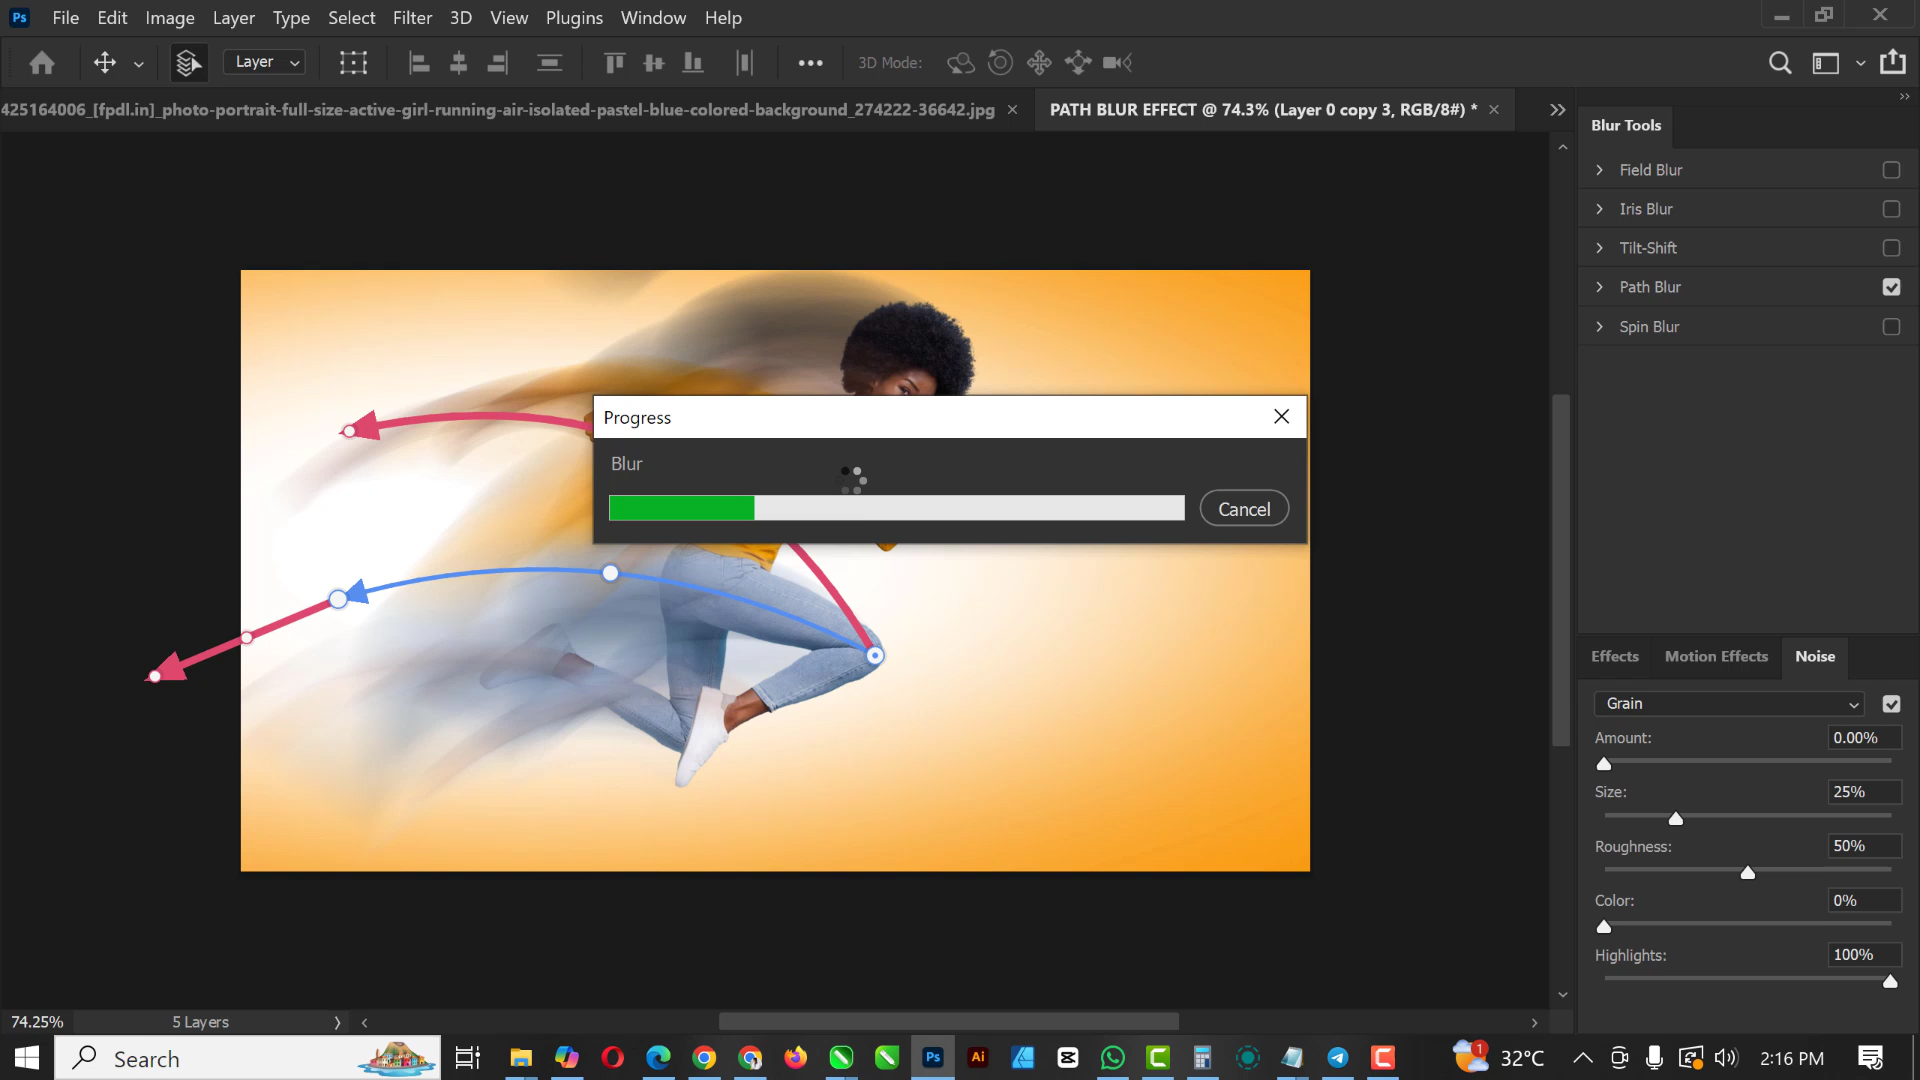 Ps File Edit Image Layer Type Select Filter 3D View Plugins Window Help
Layer 3D Mode:
425164006_[fpdl.in]_photo-portrait-full-size-active-girl-running-air-isolated-pastel-blue-colored-background_274222-36642.jpg × PATH BLUR EFFECT @ 74.3% (Layer 0 copy 3, RGB/8#) * ×
Blur Tools
Field Blur
Iris Blur
Tilt-Shift
Path Blur
Spin Blur
Progress
Blur
Cancel
Effects Motion Effects Noise
Grain
Amount: 0.00%
Size: 25%
Roughness: 50%
Color: 0%
Highlights: 100%
74.25% 5 Layers
Search Ps Ai 1 32°C 2:16 PM